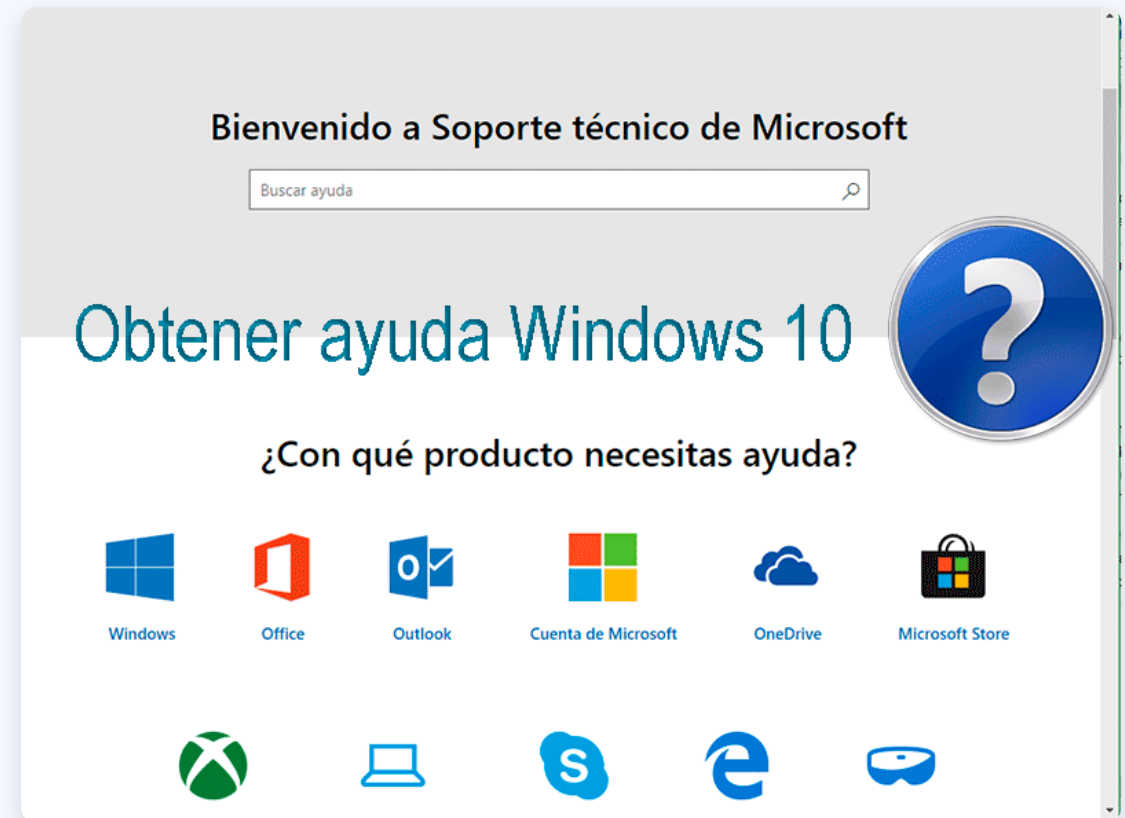 Bienvenido a Soporte técnico de Microsoft
Buscar ayuda
Obtener ayuda Windows 10
?
¿Con qué producto necesitas ayuda?
Windows
Office
Outlook
Cuenta de Microsoft
OneDrive
Microsoft Store